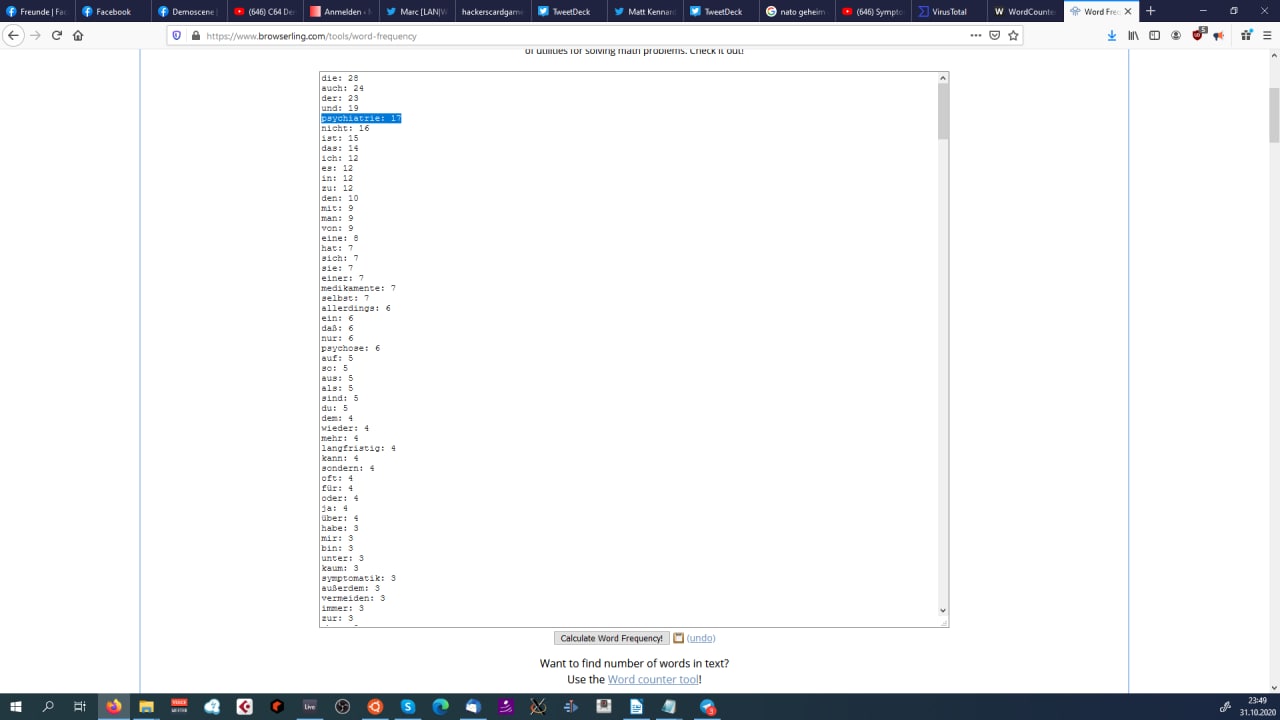 Freunde | Fac
Facebook
Demoscene |
(646) C64 Der
Anmelden ‹ M
Marc [LAN|Ve
hackerscardgame
TweetDeck
Matt Kennard
TweetDeck
nato geheim
(646) Sympto
VirusTotal
WordCounter
Word Frec
https://www.browserling.com/tools/word-frequency
of utilities for solving math problems. Check it out!
die: 28
auch: 24
der: 23
und: 19
psychiatrie: 17
nicht: 16
ist: 15
das: 14
ich: 12
es: 12
in: 12
zu: 12
den: 10
mit: 9
man: 9
von: 9
eine: 8
hat: 7
sich: 7
sie: 7
einer: 7
medikamente: 7
selbst: 7
allerdings: 6
ein: 6
daß: 6
nur: 6
psychose: 6
auf: 5
so: 5
aus: 5
als: 5
sind: 5
du: 5
dem: 4
wieder: 4
mehr: 4
langfristig: 4
kann: 4
sondern: 4
oft: 4
für: 4
oder: 4
ja: 4
über: 4
habe: 3
mir: 3
bin: 3
unter: 3
kaum: 3
symptomatik: 3
außerdem: 3
vermeiden: 3
immer: 3
zur: 3
Calculate Word Frequency! (undo)
Want to find number of words in text?
Use the Word counter tool!
Live
23:49
31.10.2020